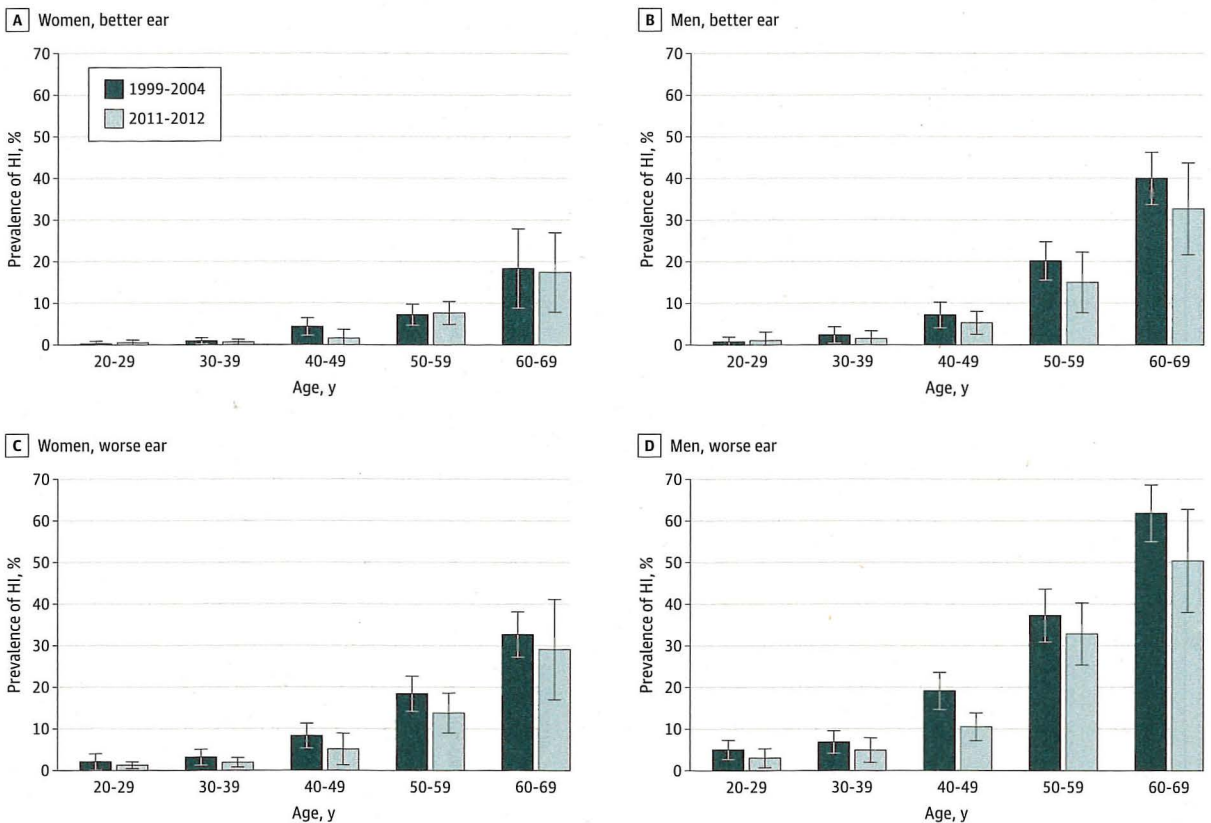 A Women, better ear
Prevalence of HI, %
70
60
50
40
30
20
10
0
1999-2004
2011-2012
20-29 30-39 40-49 50-59 60-69
Age, y
B Men, better ear
Prevalence of HI, %
70
60
50
40
30
20
10
0
20-29 30-39 40-49 50-59 60-69
Age, y
C Women, worse ear
Prevalence of HI, %
70
60
50
40
30
20
10
0
20-29 30-39 40-49 50-59 60-69
Age, y
D Men, worse ear
Prevalence of HI, %
70
60
50
40
30
20
10
0
20-29 30-39 40-49 50-59 60-69
Age, y